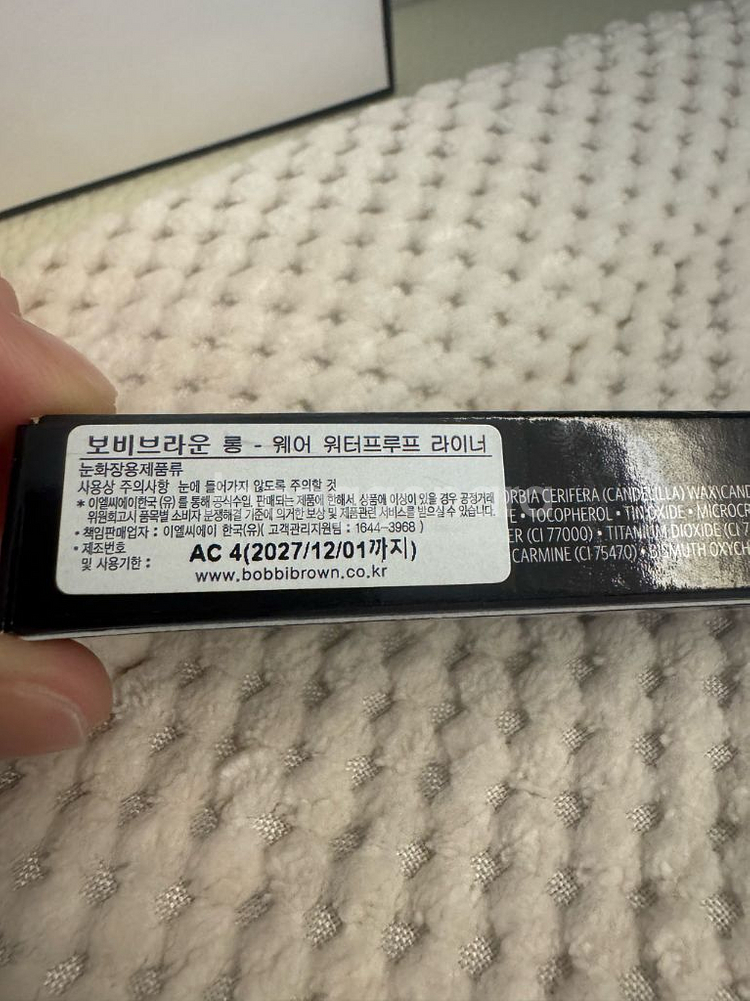 보비브라운 롱 - 웨어 워터프루프 라이너
눈화장용제품류
사용상 주의사항 눈에 들어가지 않도록 주의할 것
* 이엘씨에이한국(유)를 통해 공식수입, 판매되는 제품에 한해서, 상품에 이상이 있을 경우 공정거래
위원회고시 품목별 소비자 분쟁해결 기준에 의거한 보상 및 제품관련 서비스를 받으실 수 있습니다.
• 책임판매업자 : 이엘씨에이 한국(유)( 고객관리지원팀 : 1644-3968 )
• 제조번호
및 사용기한 : AC 4(2027/12/01까지)
www.bobbibrown.co.kr
CERIFERA (CANDELILLA) WAX\CAND
• TOCOPHEROL • TIN OXIDE • MICROCR
(CI 77000) • TITANIUM DIOXIDE (CI 7
CARMINE (CI 75470) • BISMUTH OXYCH